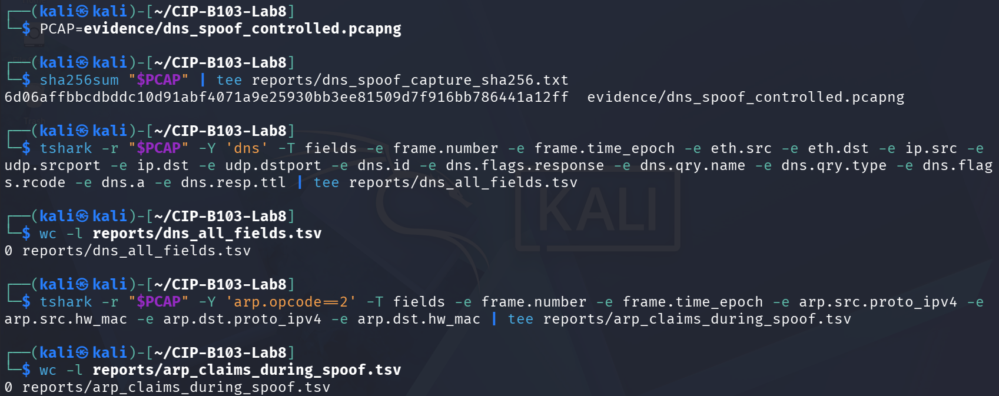 ┌──(kali㉿kali)-[~/CIP-B103-Lab8]
└─$ PCAP=evidence/dns_spoof_controlled.pcapng
┌──(kali㉿kali)-[~/CIP-B103-Lab8]
└─$ sha256sum "$PCAP" | tee reports/dns_spoof_capture_sha256.txt
6d06affbbcdbddc10d91abf4071a9e25930bb3ee81509d7f916bb786441a12ff  evidence/dns_spoof_controlled.pcapng
┌──(kali㉿kali)-[~/CIP-B103-Lab8]
└─$ tshark -r "$PCAP" -Y 'dns' -T fields -e frame.number -e frame.time_epoch -e eth.src -e eth.dst -e ip.src -e
udp.srcport -e ip.dst -e udp.dstport -e dns.id -e dns.flags.response -e dns.qry.name -e dns.qry.type -e dns.flag
s.rcode -e dns.a -e dns.resp.ttl | tee reports/dns_all_fields.tsv
┌──(kali㉿kali)-[~/CIP-B103-Lab8]
└─$ wc -l reports/dns_all_fields.tsv
0 reports/dns_all_fields.tsv
┌──(kali㉿kali)-[~/CIP-B103-Lab8]
└─$ tshark -r "$PCAP" -Y 'arp.opcode==2' -T fields -e frame.number -e frame.time_epoch -e arp.src.proto_ipv4 -e
arp.src.hw_mac -e arp.dst.proto_ipv4 -e arp.dst.hw_mac | tee reports/arp_claims_during_spoof.tsv
┌──(kali㉿kali)-[~/CIP-B103-Lab8]
└─$ wc -l reports/arp_claims_during_spoof.tsv
0 reports/arp_claims_during_spoof.tsv
KALI
Trash